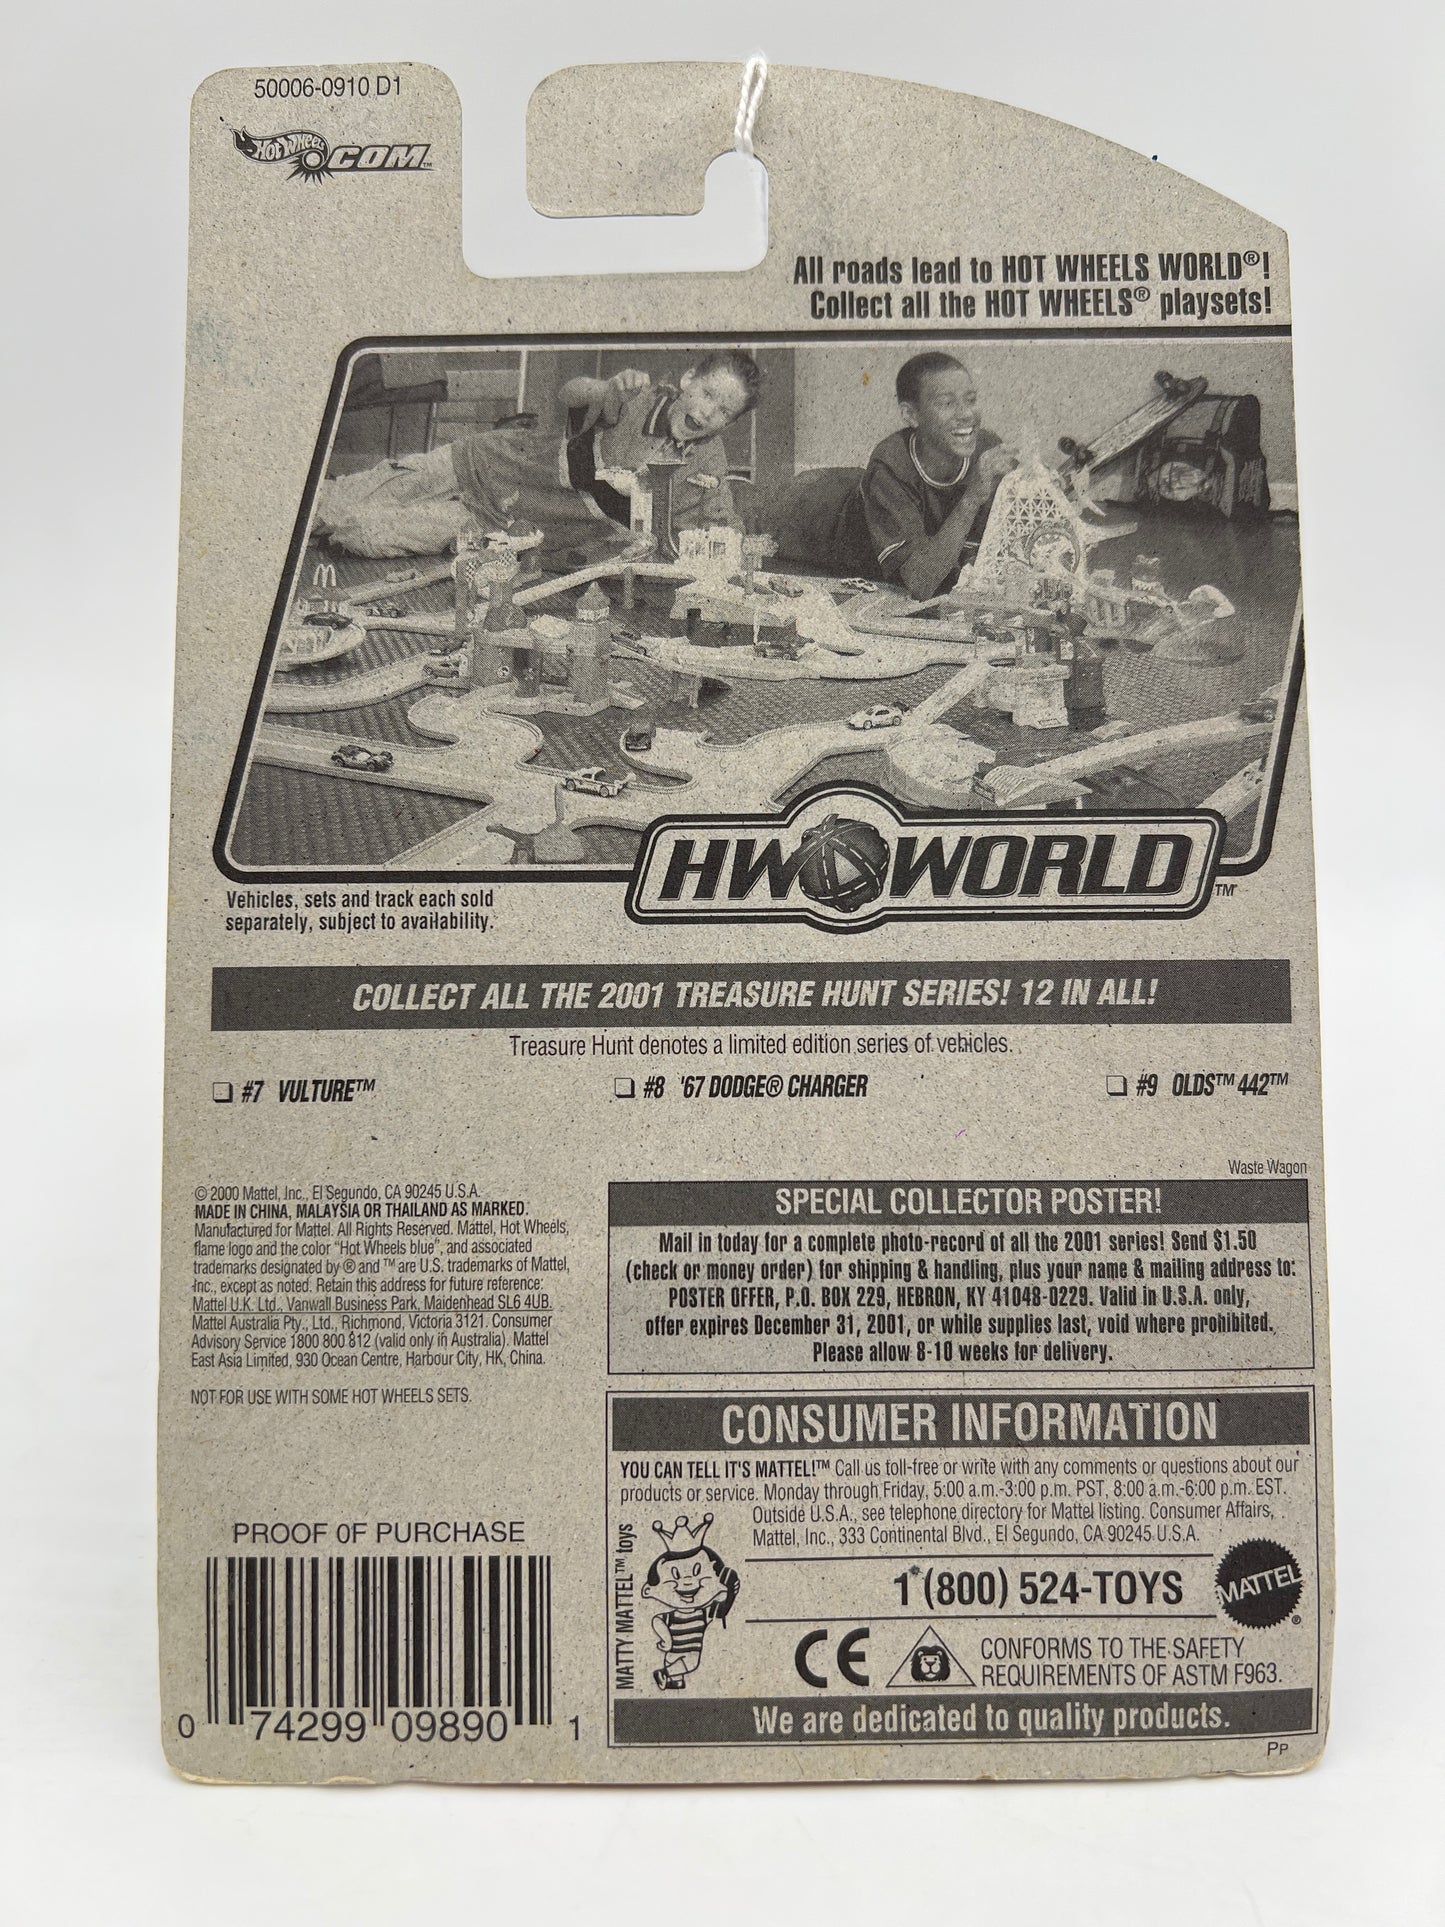 50006-0910 D1
Hot Wheels .COM™
All roads lead to HOT WHEELS WORLD®!
Collect all the HOT WHEELS® playsets!
HW WORLD™
Vehicles, sets and track each sold
separately, subject to availability.
COLLECT ALL THE 2001 TREASURE HUNT SERIES! 12 IN ALL!
Treasure Hunt denotes a limited edition series of vehicles.
#7 VULTURE™
#8 '67 DODGE® CHARGER
#9 OLDS™ 442™
Waste Wagon
© 2000 Mattel, Inc., El Segundo, CA 90245 U.S.A.
MADE IN CHINA, MALAYSIA OR THAILAND AS MARKED.
Manufactured for Mattel. All Rights Reserved. Mattel, Hot Wheels,
flame logo and the color "Hot Wheels blue", and associated
trademarks designated by ® and ™ are U.S. trademarks of Mattel,
Inc., except as noted. Retain this address for future reference:
Mattel U.K. Ltd., Vanwall Business Park, Maidenhead SL6 4UB.
Mattel Australia Pty., Ltd., Richmond, Victoria 3121. Consumer
Advisory Service 1800 800 812 (valid only in Australia). Mattel
East Asia Limited, 930 Ocean Centre, Harbour City, HK, China.
NOT FOR USE WITH SOME HOT WHEELS SETS.
SPECIAL COLLECTOR POSTER!
Mail in today for a complete photo-record of all the 2001 series! Send $1.50
(check or money order) for shipping & handling, plus your name & mailing address to:
POSTER OFFER, P.O. BOX 229, HEBRON, KY 41048-0229. Valid in U.S.A. only,
offer expires December 31, 2001, or while supplies last, void where prohibited.
Please allow 8-10 weeks for delivery.
CONSUMER INFORMATION
YOU CAN TELL IT'S MATTEL!™ Call us toll-free or write with any comments or questions about our
products or service. Monday through Friday, 5:00 a.m.-3:00 p.m. PST, 8:00 a.m.-6:00 p.m. EST.
Outside U.S.A., see telephone directory for Mattel listing. Consumer Affairs,
Mattel, Inc., 333 Continental Blvd., El Segundo, CA 90245 U.S.A.
MATTY MATTEL™ toys
1 (800) 524-TOYS
MATTEL®
CE
CONFORMS TO THE SAFETY
REQUIREMENTS OF ASTM F963.
We are dedicated to quality products.
PP
PROOF OF PURCHASE
0 74299 09890 1